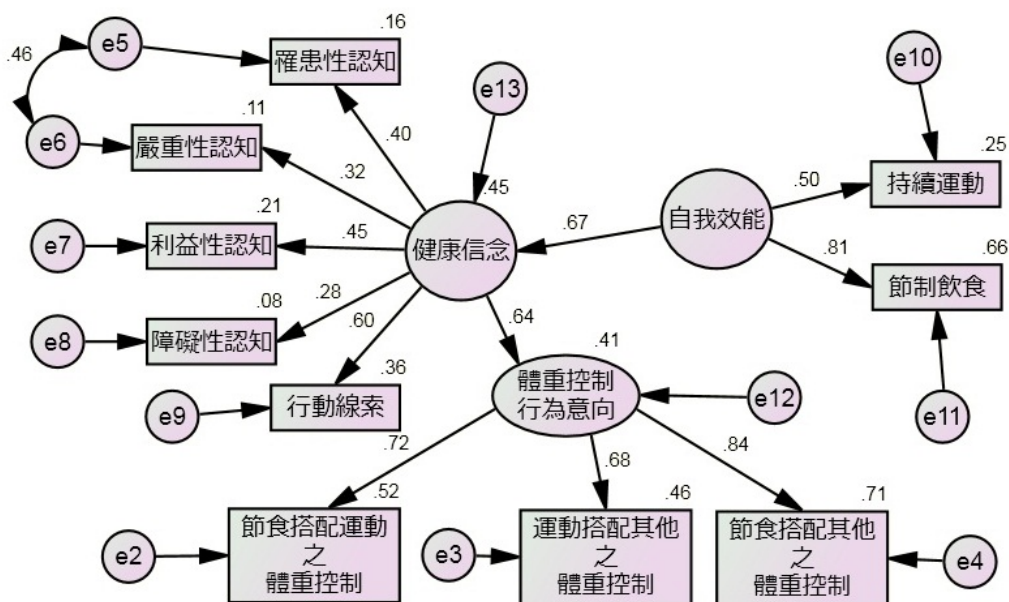 e5
.46
.16
罹患性認知
e10
e13
e6
.11
嚴重性認知
.40
.32
.45
.25
持續運動
.50
自我效能
.67
e7
.21
利益性認知
.45
健康信念
.81
.66
節制飲食
e8
.08
障礙性認知
.28
.60
.64
e9
.36
行動線索
.41
體重控制
行為意向
e12
e11
.72
.68
.84
e2
.52
節食搭配運動
之
體重控制
e3
.46
運動搭配其他
之
體重控制
.71
節食搭配其他
之
體重控制
e4